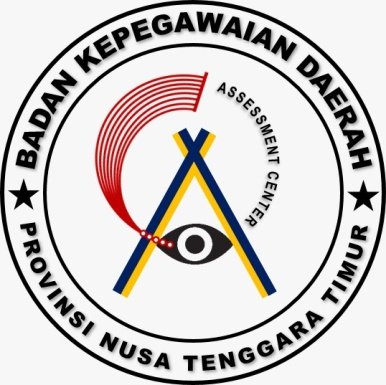 BADAN KEPEGAWAIAN DAERAH
ASSESSMENT CENTER
PROVINSI NUSA TENGGARA TIMUR